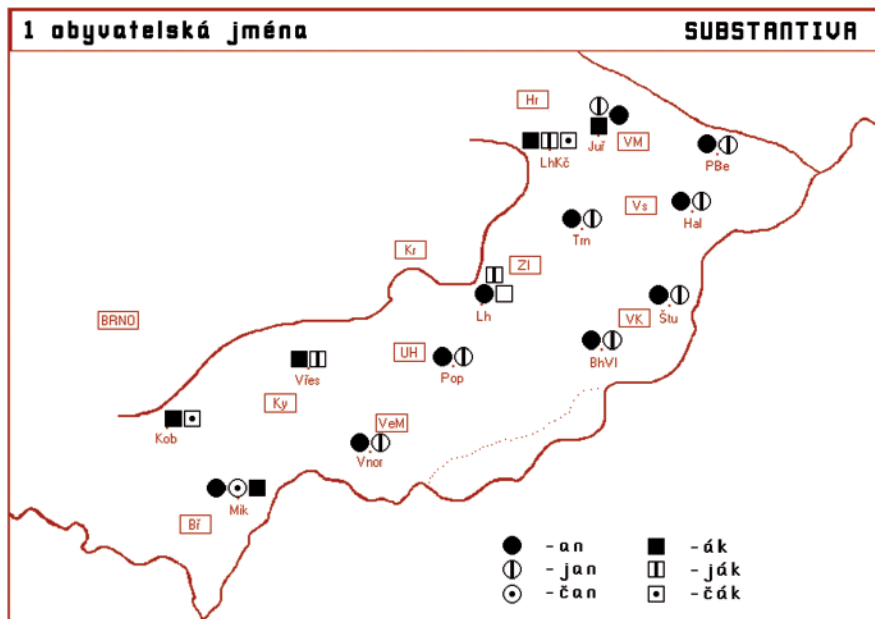 1 obyvatelská jména SUBSTANTIVA
Hr
Juř VM
LhKč PBe
Vs
Trn Hal
Kr
Zl
Lh
BRNO
VK Štu
UH BhVl
Vřes Pop
Ky
VeM
Kob
Vnor
Mik
Bř
-an -ák
-jan -ják
-čan -čák